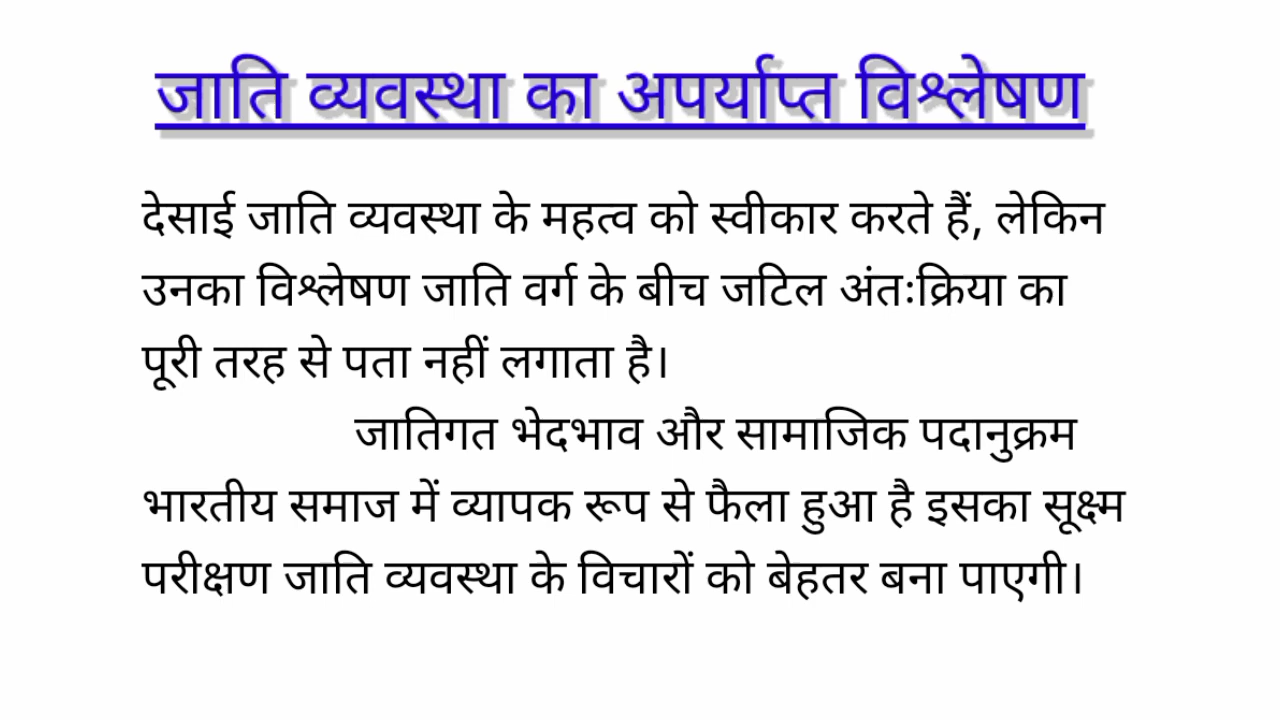 जाति व्यवस्था का अपर्याप्त विश्लेषण
देसाई जाति व्यवस्था के महत्व को स्वीकार करते हैं, लेकिन
उनका विश्लेषण जाति वर्ग के बीच जटिल अंतःक्रिया का
पूरी तरह से पता नहीं लगाता है।
जातिगत भेदभाव और सामाजिक पदानुक्रम
भारतीय समाज में व्यापक रूप से फैला हुआ है इसका सूक्ष्म
परीक्षण जाति व्यवस्था के विचारों को बेहतर बना पाएगी।